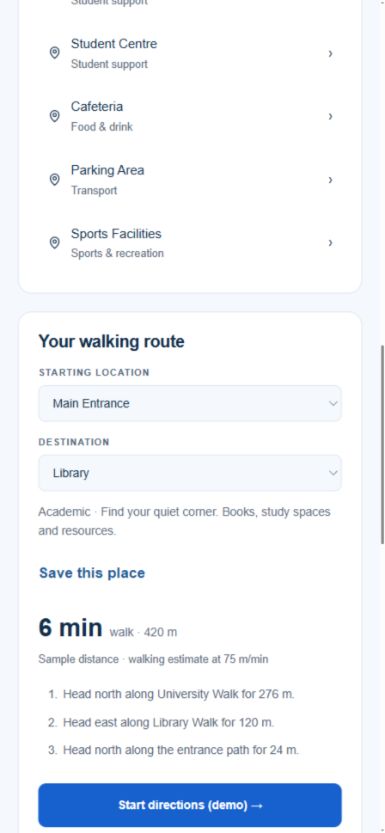 Student support
Student Centre
Student support
Cafeteria
Food & drink
Parking Area
Transport
Sports Facilities
Sports & recreation
Your walking route
STARTING LOCATION
Main Entrance
DESTINATION
Library
Academic · Find your quiet corner. Books, study spaces
and resources.
Save this place
6 min walk · 420 m
Sample distance · walking estimate at 75 m/min
1. Head north along University Walk for 276 m.
2. Head east along Library Walk for 120 m.
3. Head north along the entrance path for 24 m.
Start directions (demo) →